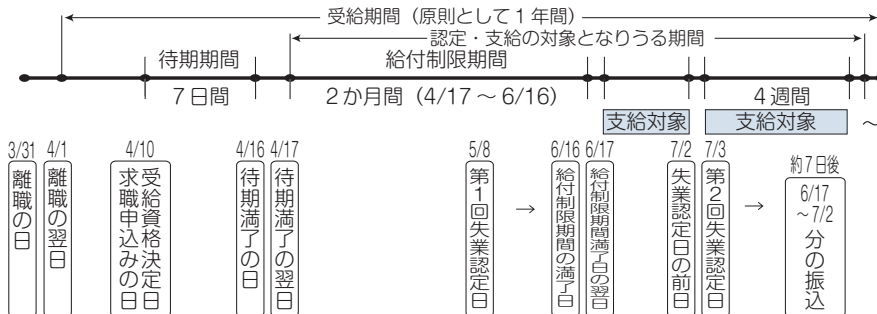 受給期間（原則として１年間）
認定・支給の対象となりうる期間
待期期間
給付制限期間
７日間
２か月間（4/17～6/16）
４週間
支給対象
支給対象
～
3/31
離職の日
4/1
離職の翌日
4/10
受給資格決定日
求職申込みの日
4/16
待期満了の日
4/17
待期満了の翌日
5/8
第１回失業認定日
→
6/16
給付制限期間の満了日
6/17
給付制限期間満了日の翌日
7/2
失業認定日の前日
7/3
第２回失業認定日
→
約７日後
6/17
～7/2
分の振込